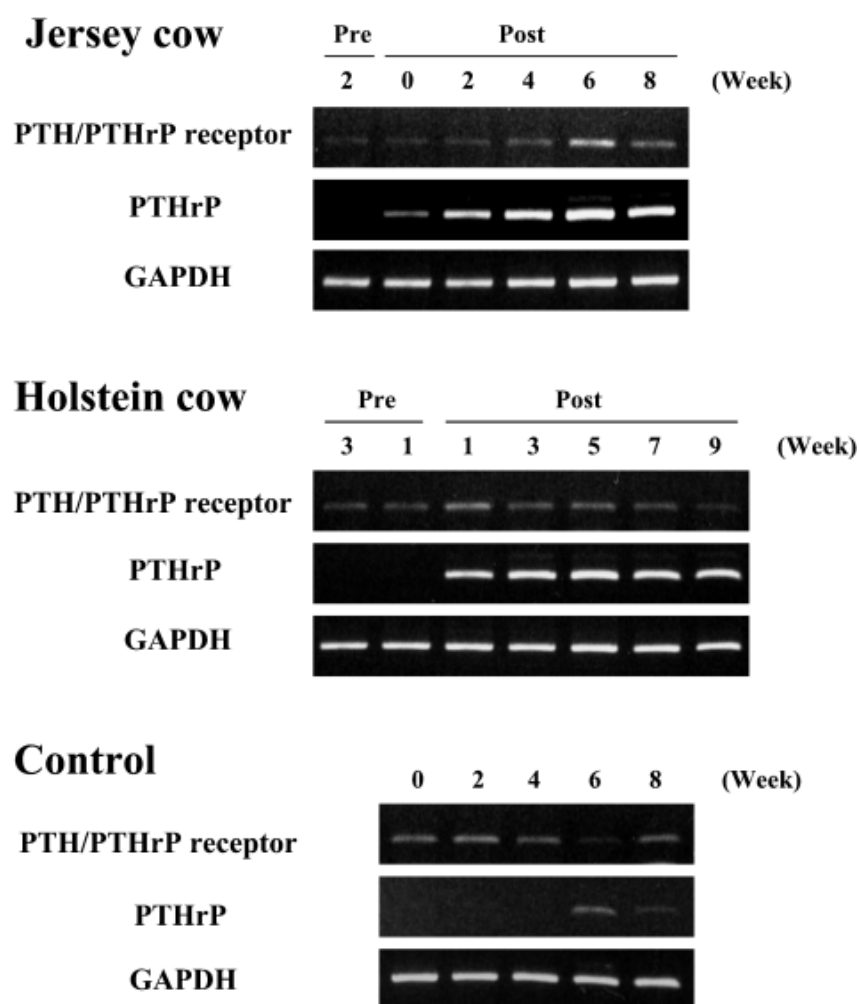 Jersey cow
Pre Post
2 0 2 4 6 8 (Week)
PTH/PTHrP receptor
PTHrP
GAPDH
Holstein cow
Pre Post
3 1 1 3 5 7 9 (Week)
PTH/PTHrP receptor
PTHrP
GAPDH
Control
0 2 4 6 8 (Week)
PTH/PTHrP receptor
PTHrP
GAPDH